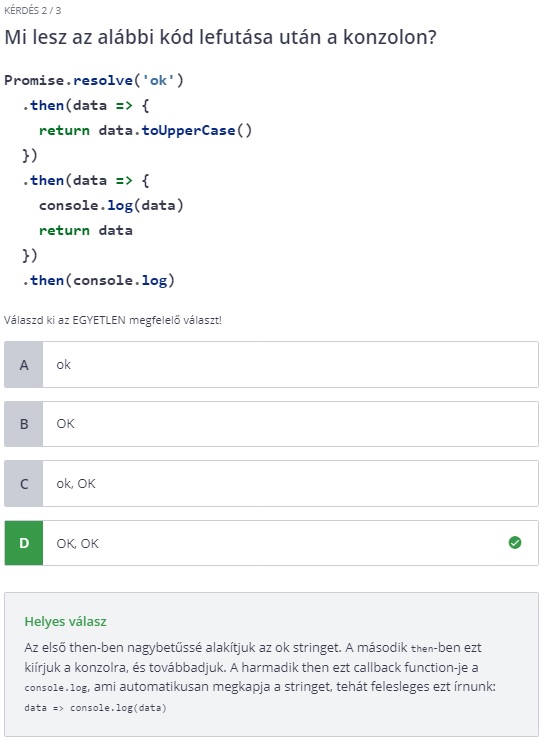 KÉRDÉS 2 / 3
Mi lesz az alábbi kód lefutása után a konzolon?
Promise.resolve('ok')
  .then(data => {
    return data.toUpperCase()
  })
  .then(data => {
    console.log(data)
    return data
  })
  .then(console.log)
Válaszd ki az EGYETLEN megfelelő választ!
A ok
B OK
C ok, OK
D OK, OK
Helyes válasz
Az első then-ben nagybetűssé alakítjuk az ok stringet. A második then-ben ezt
kiírjuk a konzolra, és továbbadjuk. A harmadik then ezt callback function-je a
console.log, ami automatikusan megkapja a stringet, tehát felesleges ezt írnunk:
data => console.log(data)